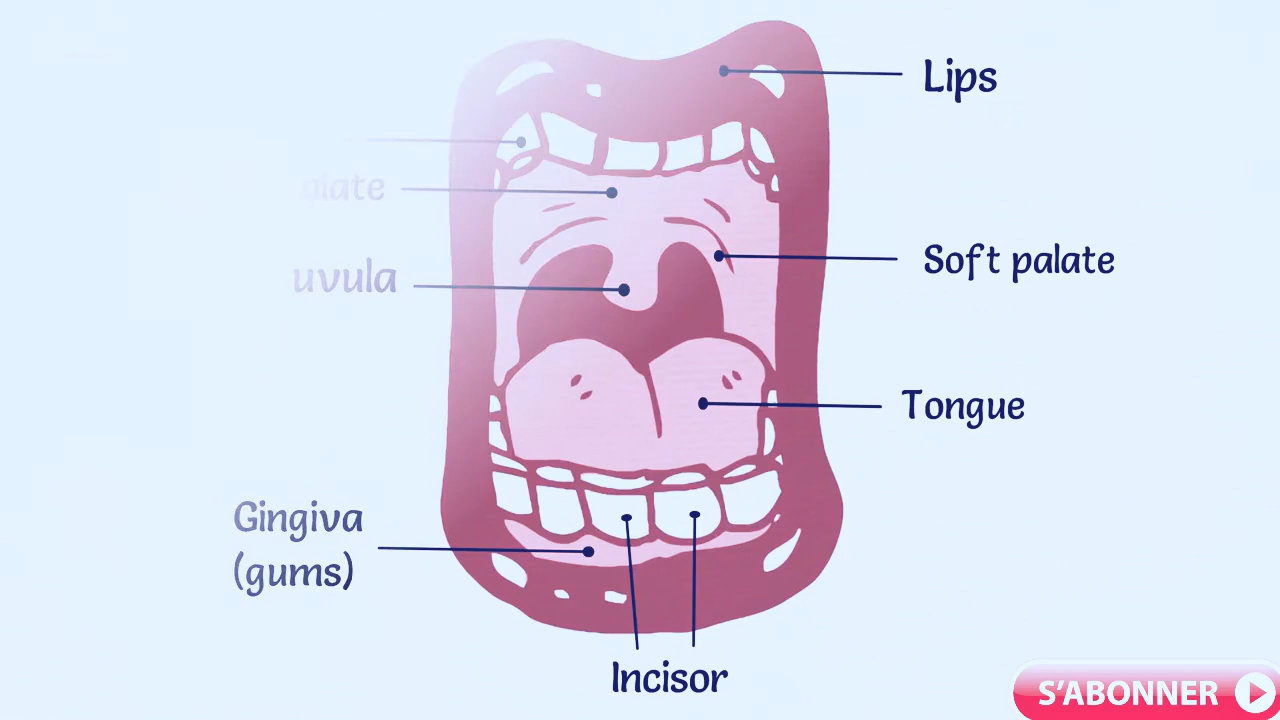 Lips
uvula
Soft palate
Tongue
Gingiva
(gums)
Incisor
S'ABONNER